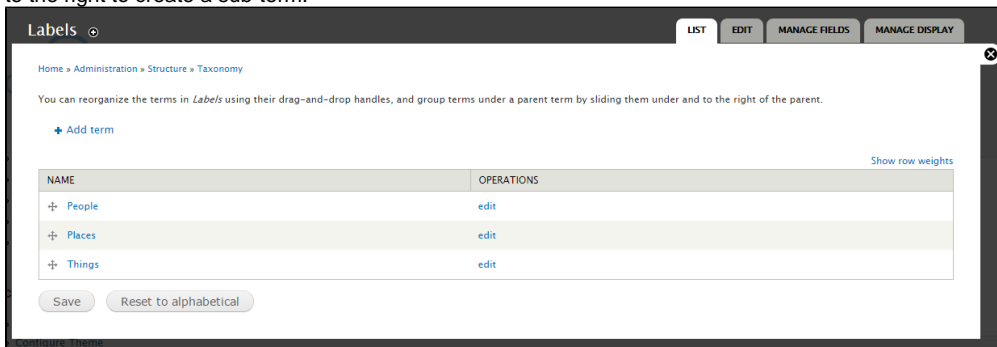 to the right to create a sub-term.
Labels
LIST EDIT MANAGE FIELDS MANAGE DISPLAY
Home » Administration » Structure » Taxonomy
You can reorganize the terms in Labels using their drag-and-drop handles, and group terms under a parent term by sliding them under and to the right of the parent.
Add term
Show row weights
NAME OPERATIONS
People edit
Places edit
Things edit
Save Reset to alphabetical
Configure Theme